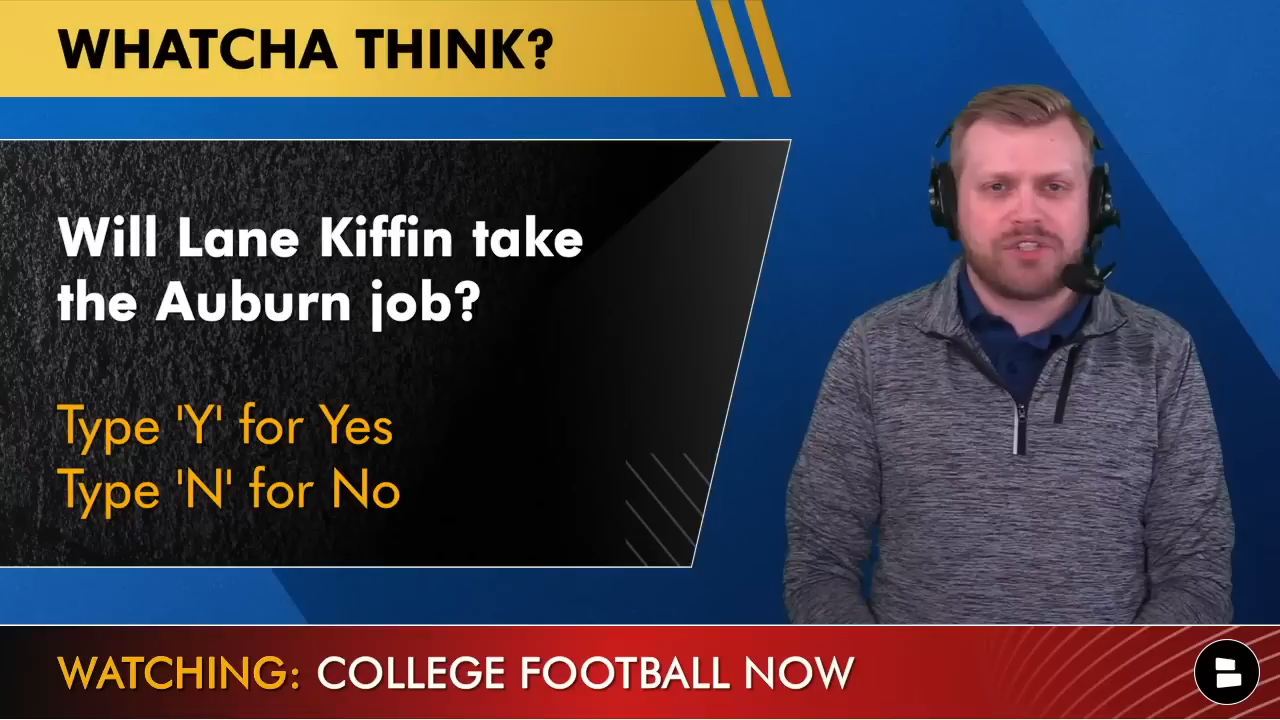 WHATCHA THINK?
Will Lane Kiffin take
the Auburn job?
Type 'Y' for Yes
Type 'N' for No
WATCHING: COLLEGE FOOTBALL NOW